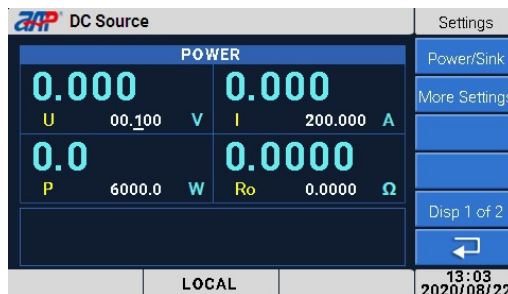 AAP DC Source
Settings
POWER
Power/Sink
0.000
0.000
More Settings
U 00.100 V
I 200.000 A
0.0
0.0000
P 6000.0 W
Ro 0.0000 Ω
Disp 1 of 2
LOCAL
13:03
2020/08/22